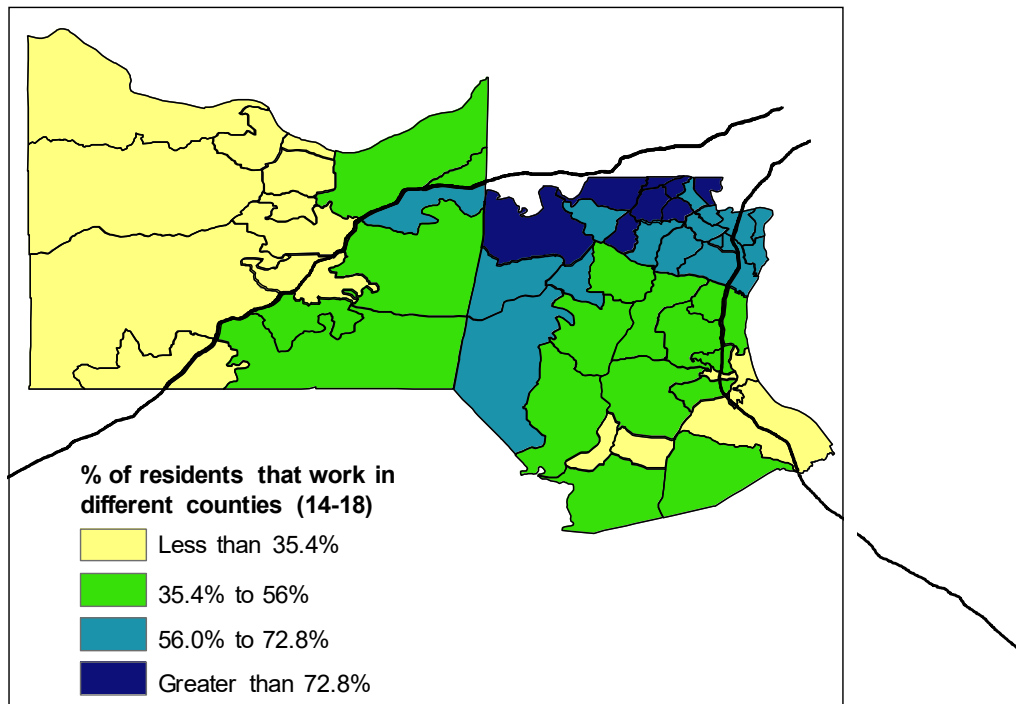 % of residents that work in
different counties (14-18)
Less than 35.4%
35.4% to 56%
56.0% to 72.8%
Greater than 72.8%